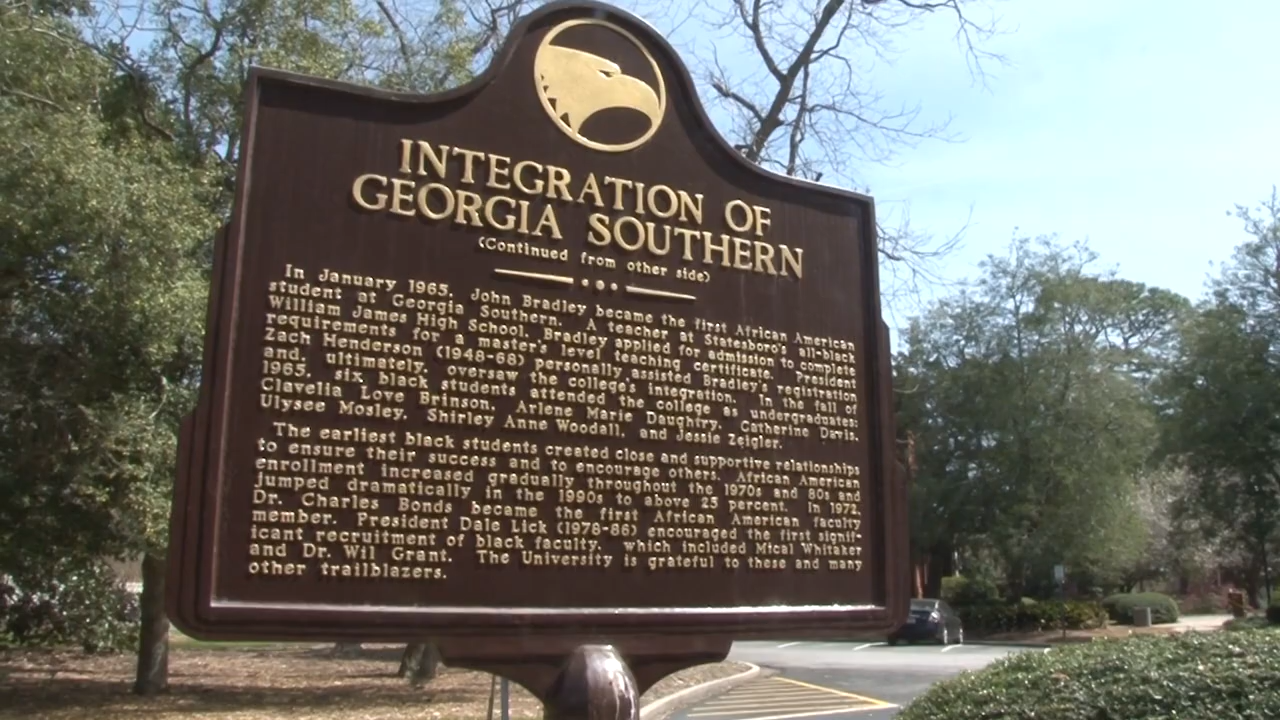 INTEGRATION OF
GEORGIA SOUTHERN
(Continued from other side)
In January 1965, John Bradley became the first African American
student at Georgia Southern. A teacher at Statesboro's all-black
William James High School, Bradley applied for admission to complete
requirements for a master's level teaching certificate. President
Zach Henderson (1948-68) personally assisted Bradley's registration
and, ultimately, oversaw the college's integration. In the fall of
1965, six black students attended the college as undergraduates:
Clavelia Love Brinson, Arlene Marie Daughtry, Catherine Davis,
Ulysee Mosley, Shirley Anne Woodall, and Jessie Zeigler.
The earliest black students created close and supportive relationships
to ensure their success and to encourage others. African American
enrollment increased gradually throughout the 1970s and 80s and
jumped dramatically in the 1990s to above 25 percent. In 1972,
Dr. Charles Bonds became the first African American faculty
member. President Dale Lick (1978-86) encouraged the first signif-
icant recruitment of black faculty, which included Mical Whitaker
and Dr. Wil Grant. The University is grateful to these and many
other trailblazers.